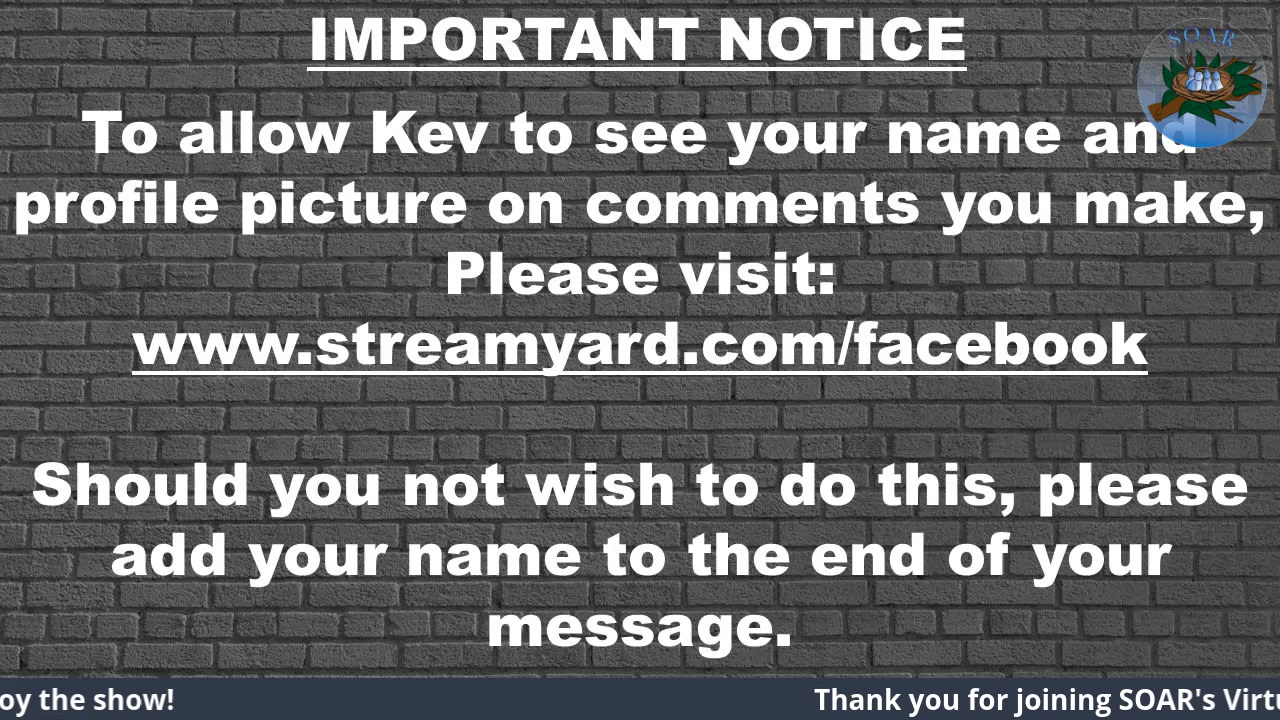 IMPORTANT NOTICE
SOAR
To allow Kev to see your name and
profile picture on comments you make,
Please visit:
www.streamyard.com/facebook
Should you not wish to do this, please
add your name to the end of your
message.
oy the show!
Thank you for joining SOAR's Virtu